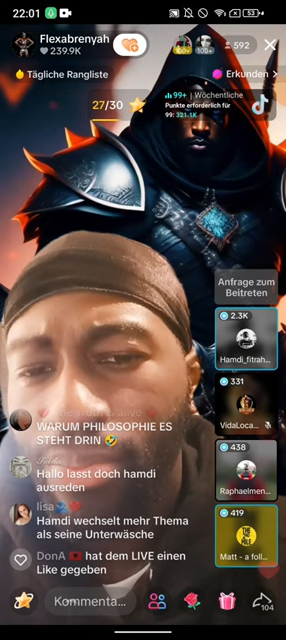 22:01
53
Flexabrenyah
239.9K
100+
592
Tägliche Rangliste
Erkunden
27/30
99+ | Wöchentliche
Punkte erforderlich für
99: 321.1K
Anfrage zum
Beitreten
2.3K
Hamdi_fitrah...
331
VidaLoca...
438
Raphaelmen...
419
Matt - a foll...
WARUM PHILOSOPHIE ES
STEHT DRIN 🤣
Hallo lasst doch hamdi
ausreden
lisa
Hamdi wechselt mehr Thema
als seine Unterwäsche
DonA 🇦🇱 hat dem LIVE einen
Like gegeben
Kommenta...
104